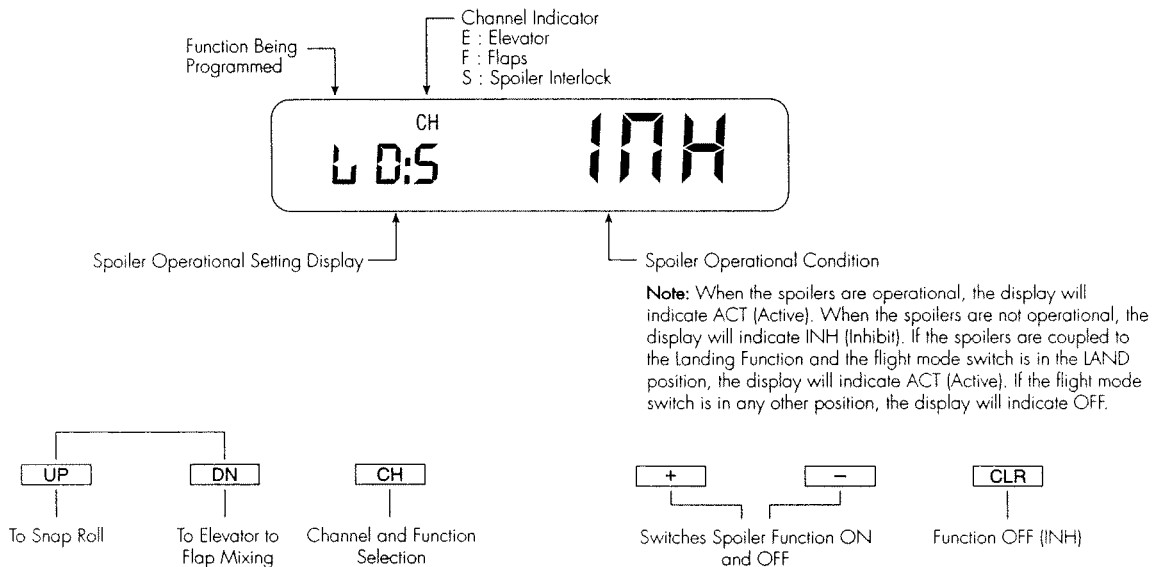 Channel Indicator
E : Elevator
F : Flaps
S : Spoiler Interlock
Function Being
Programmed
CH
LD:S
INH
Spoiler Operational Setting Display
Spoiler Operational Condition
Note: When the spoilers are operational, the display will
indicate ACT (Active). When the spoilers are not operational, the
display will indicate INH (Inhibit). If the spoilers are coupled to
the Landing Function and the flight mode switch is in the LAND
position, the display will indicate ACT (Active). If the flight mode
switch is in any other position, the display will indicate OFF.
UP
DN
CH
+
−
CLR
To Snap Roll
To Elevator to
Flap Mixing
Channel and Function
Selection
Switches Spoiler Function ON
and OFF
Function OFF (INH)